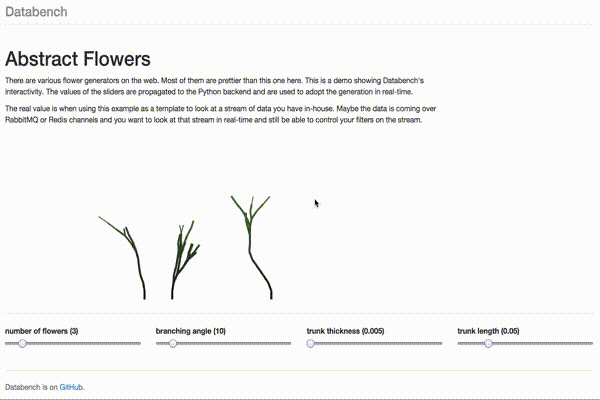 Databench
Abstract Flowers
There are various flower generators on the web. Most of them are prettier than this one here. This is a demo showing Databench's
interactivity. The values of the sliders are propagated to the Python backend and are used to adopt the generation in real-time.
The real value is when using this example as a template to look at a stream of data you have in-house. Maybe the data is coming over
RabbitMQ or Redis channels and you want to look at that stream in real-time and still be able to control your filters on the stream.
number of flowers (3) branching angle (10) trunk thickness (0.005) trunk length (0.05)
Databench is on GitHub.